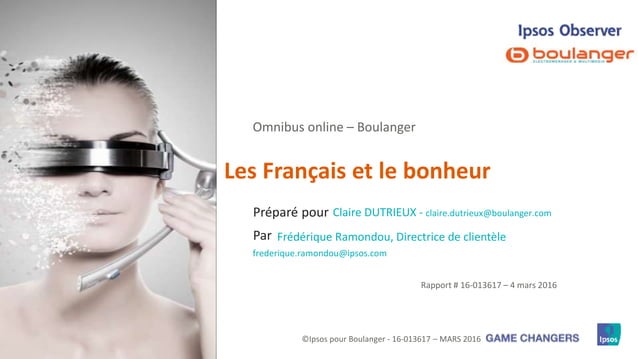 Ipsos Observer
boulanger
ELECTROMÉNAGER & MULTIMÉDIA
Omnibus online – Boulanger
Les Français et le bonheur
Préparé pour Claire DUTRIEUX - claire.dutrieux@boulanger.com
Par Frédérique Ramondou, Directrice de clientèle
frederique.ramondou@ipsos.com
Rapport # 16-013617 – 4 mars 2016
©Ipsos pour Boulanger - 16-013617 – MARS 2016 GAME CHANGERS Ipsos